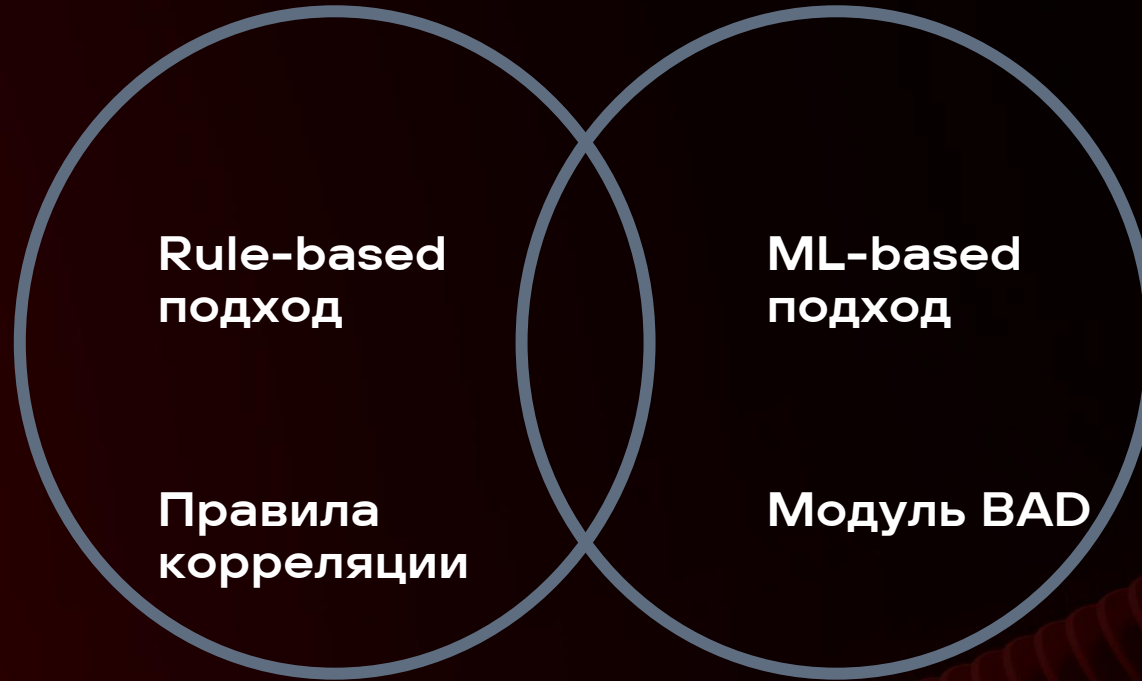 Rule-based
подход
Правила
корреляции
ML-based
подход
Модуль BAD